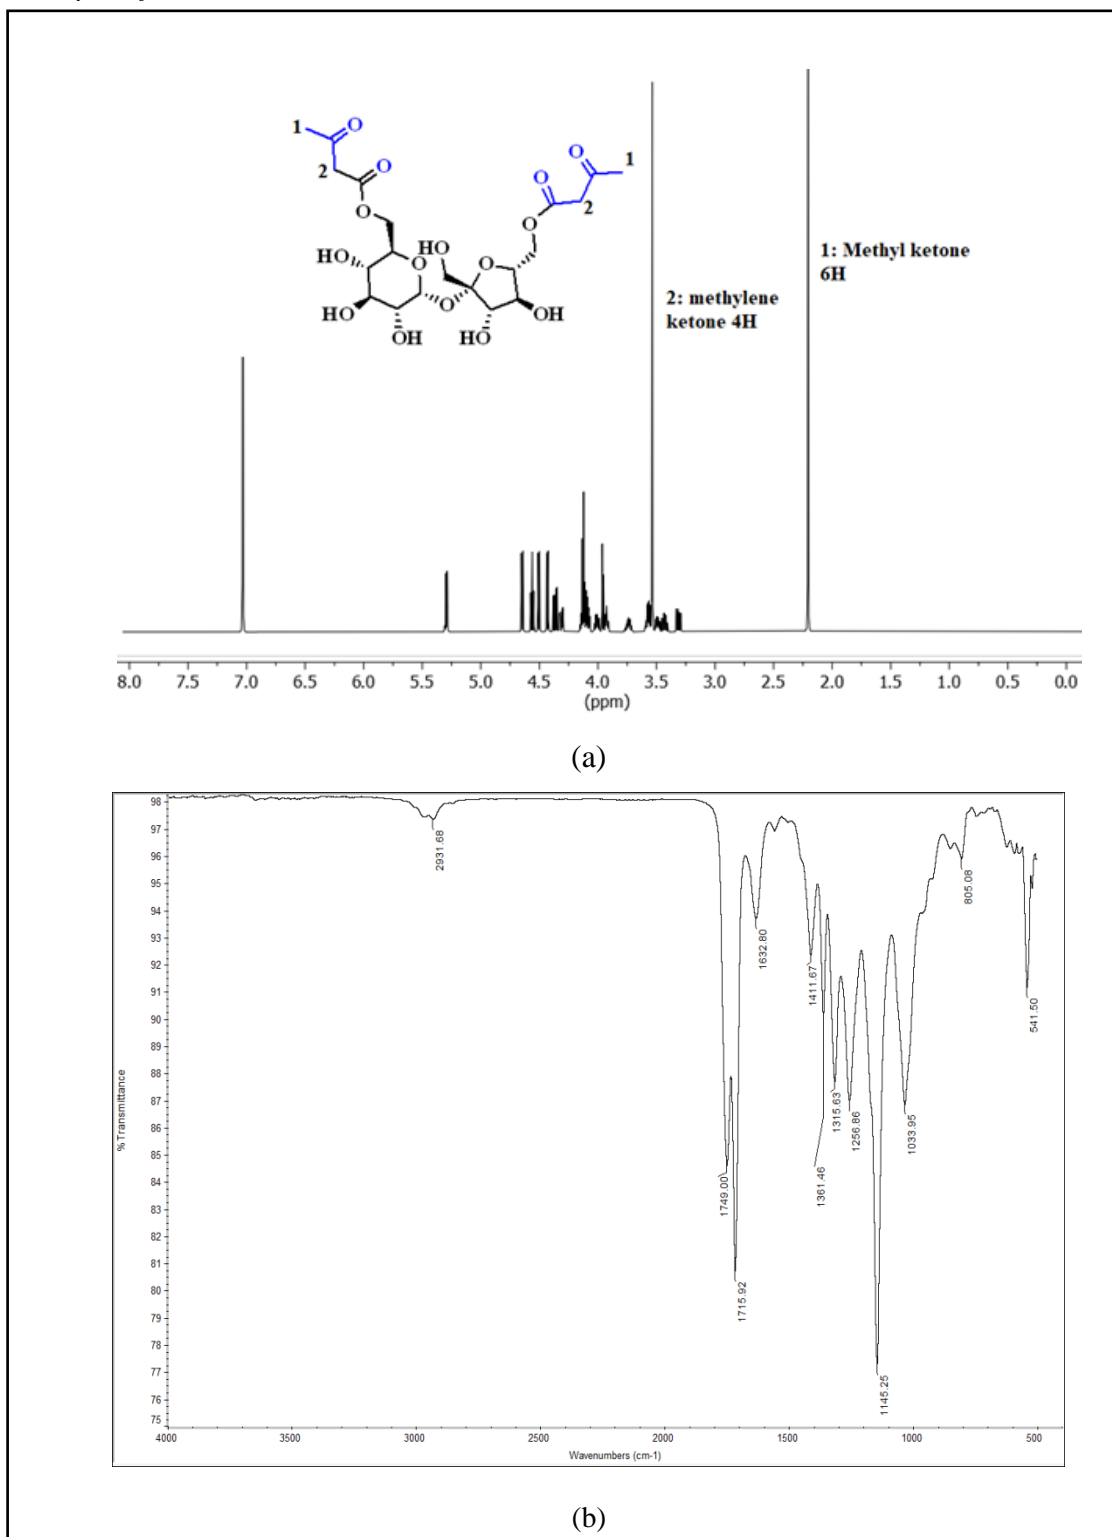 1
O
O
2
O
O
O
1
2
O
HO
O
HO
O
HO
O
HO
OH
HO
OH
1: Methyl ketone
6H
2: methylene
ketone 4H
8.0 7.5 7.0 6.5 6.0 5.5 5.0 4.5 4.0 3.5 3.0 2.5 2.0 1.5 1.0 0.5 0.0
(ppm)
(a)
98
97
96
95
94
93
92
91
90
89
88
87
86
85
84
83
82
81
80
79
78
77
76
75
% Transmittance
2931.68
1749.00
1715.92
1632.80
1411.67
1361.46
1315.63
1256.86
1145.25
1033.95
805.08
541.50
4000 3500 3000 2500 2000 1500 1000 500
Wavenumbers (cm-1)
(b)